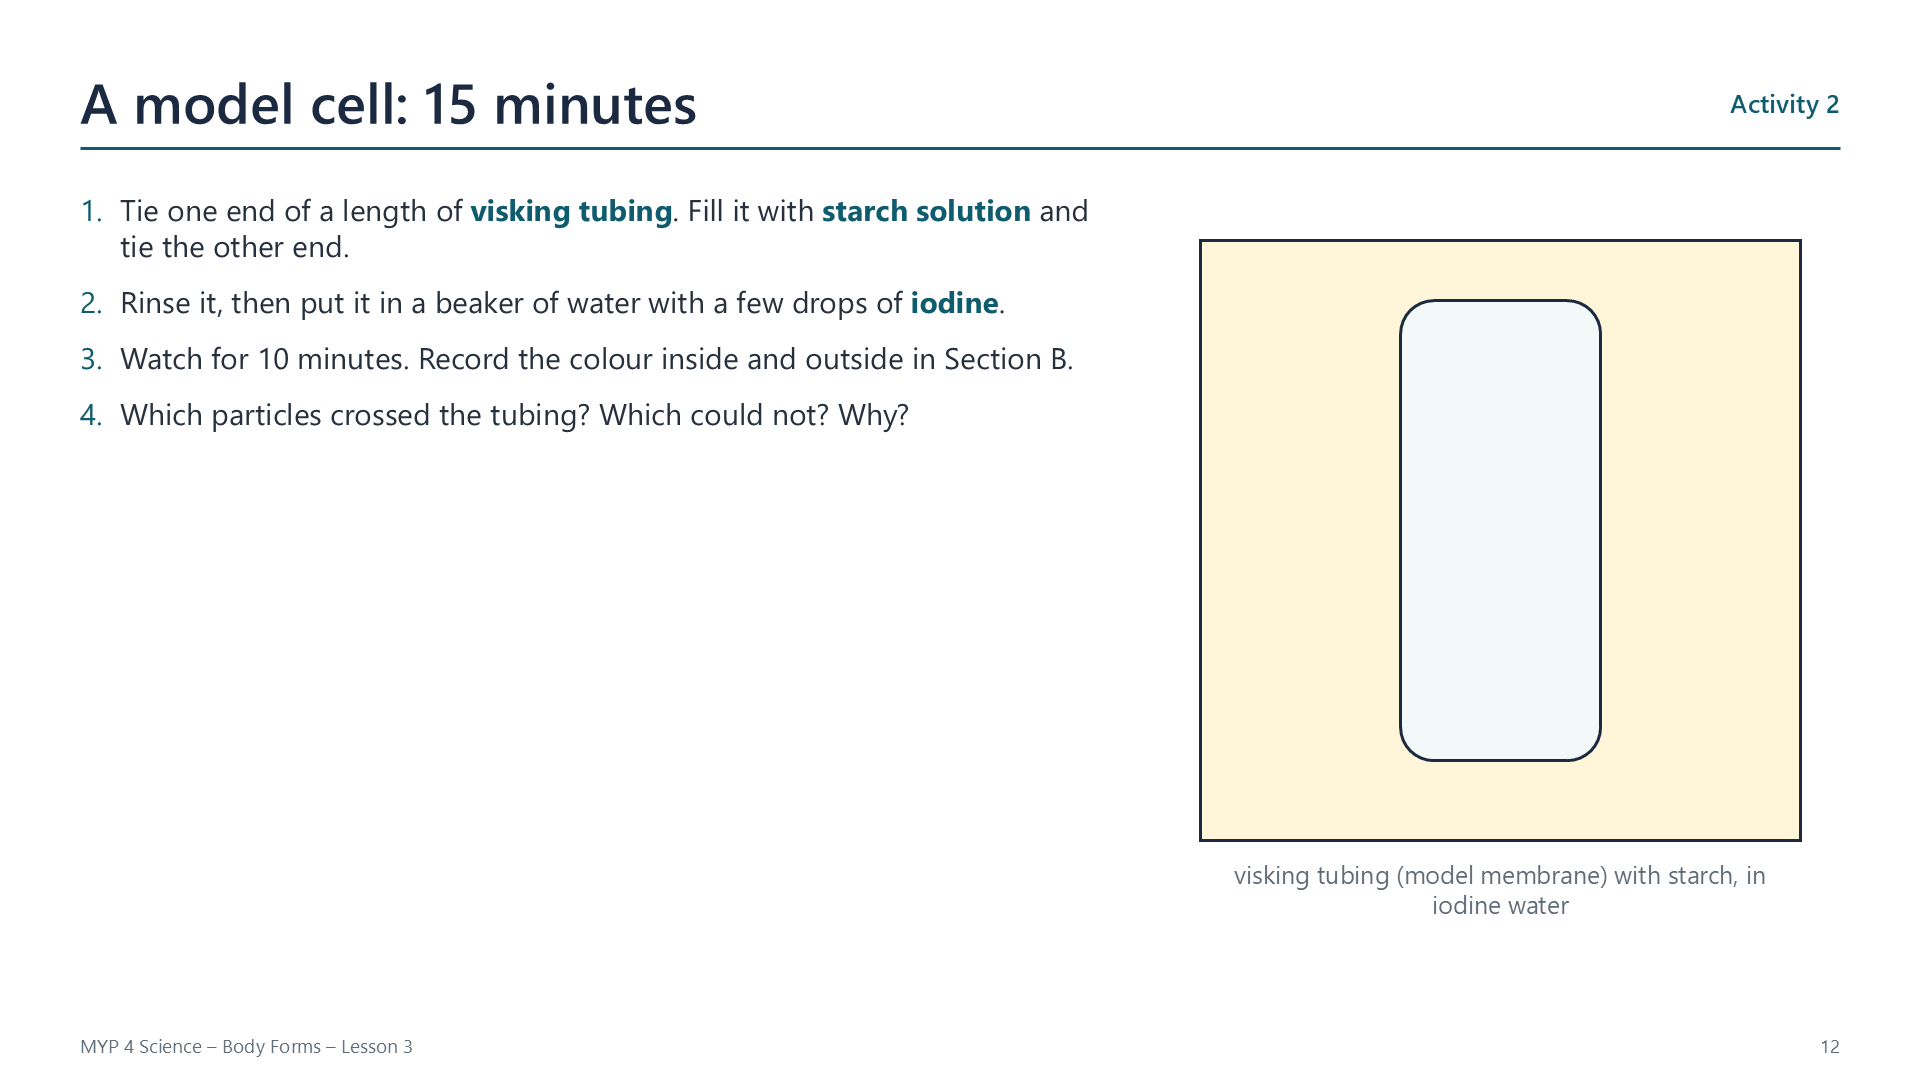 A model cell: 15 minutes
Activity 2
1. Tie one end of a length of visking tubing. Fill it with starch solution and
tie the other end.
2. Rinse it, then put it in a beaker of water with a few drops of iodine.
3. Watch for 10 minutes. Record the colour inside and outside in Section B.
4. Which particles crossed the tubing? Which could not? Why?
visking tubing (model membrane) with starch, in
iodine water
MYP 4 Science – Body Forms – Lesson 3
12